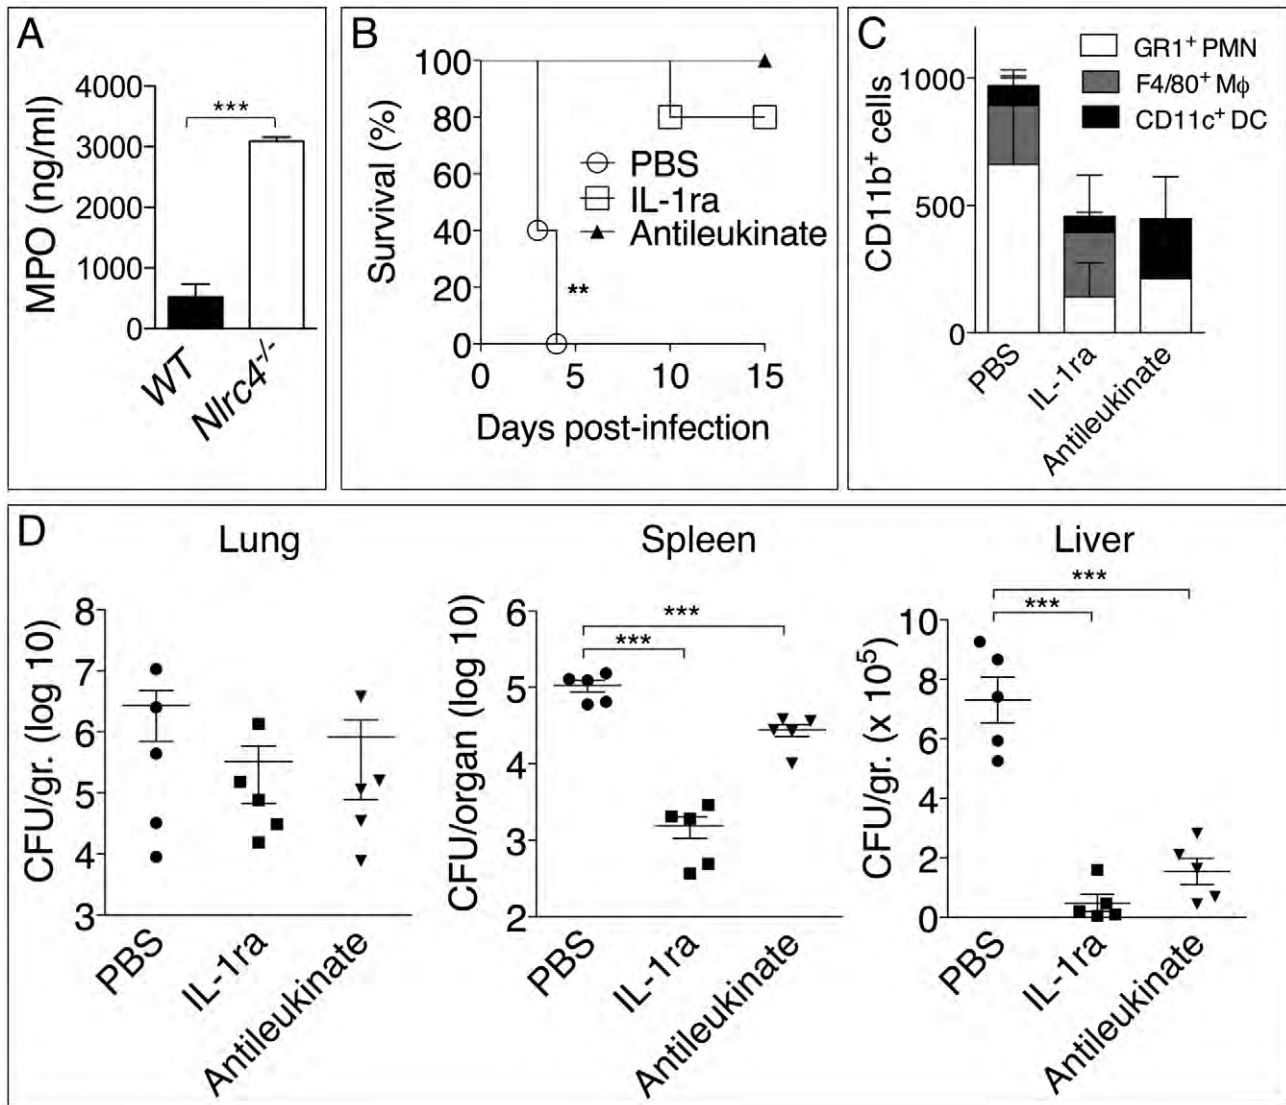 A
MPO (ng/ml)
4000
3000
2000
1000
0
***
WT
Nlrc4-/-
B
Survival (%)
100
80
60
40
20
0
PBS
IL-1ra
Antileukinate
**
0 5 10 15
Days post-infection
C
CD11b+ cells
1000
500
0
GR1+ PMN
F4/80+ Mφ
CD11c+ DC
PBS
IL-1ra
Antileukinate
D
Lung
CFU/gr. (log 10)
8
7
6
5
4
3
PBS
IL-1ra
Antileukinate
Spleen
CFU/organ (log 10)
6
5
4
3
2
***
***
PBS
IL-1ra
Antileukinate
Liver
CFU/gr. (x 10⁵)
10
8
6
4
2
0
***
***
PBS
IL-1ra
Antileukinate